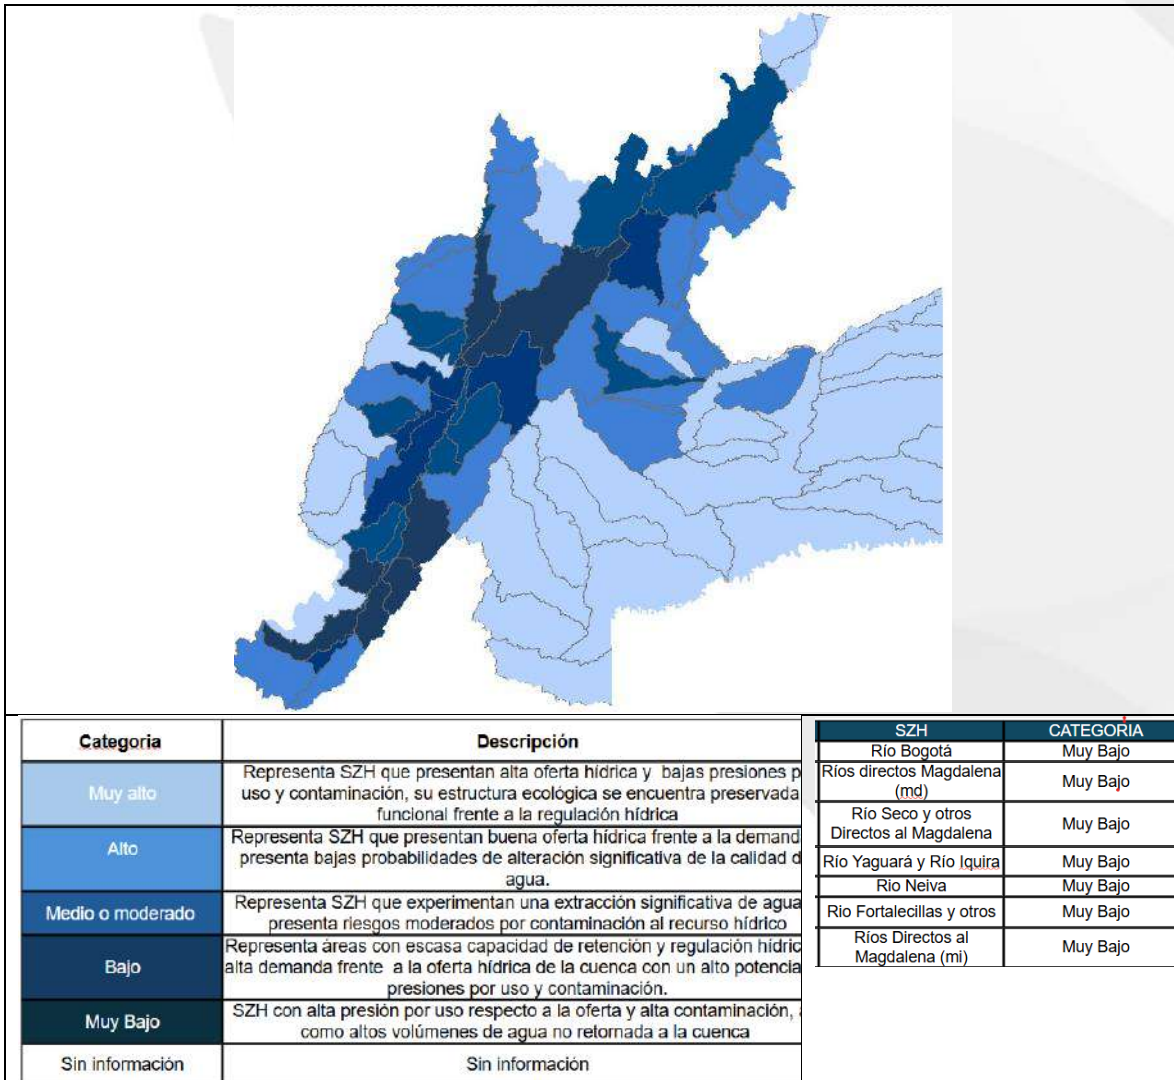 Categoria
Descripción
Muy alto
Representa SZH que presentan alta oferta hídrica y bajas presiones p
uso y contaminación, su estructura ecológica se encuentra preservada
funcional frente a la regulación hídrica
Alto
Representa SZH que presentan buena oferta hídrica frente a la demand
presenta bajas probabilidades de alteración significativa de la calidad d
agua.
Medio o moderado
Representa SZH que experimentan una extracción significativa de agua
presenta riesgos moderados por contaminación al recurso hídrico
Bajo
Representa áreas con escasa capacidad de retención y regulación hídric
alta demanda frente a la oferta hídrica de la cuenca con un alto potencia
presiones por uso y contaminación.
Muy Bajo
SZH con alta presión por uso respecto a la oferta y alta contaminación, a
como altos volúmenes de agua no retornada a la cuenca
Sin información
Sin información
SZH
CATEGORIA
Río Bogotá
Muy Bajo
Ríos directos Magdalena
(md)
Muy Bajo
Río Seco y otros
Directos al Magdalena
Muy Bajo
Río Yaguará y Río Iquira
Muy Bajo
Rio Neiva
Muy Bajo
Rio Fortalecillas y otros
Muy Bajo
Ríos Directos al
Magdalena (mi)
Muy Bajo